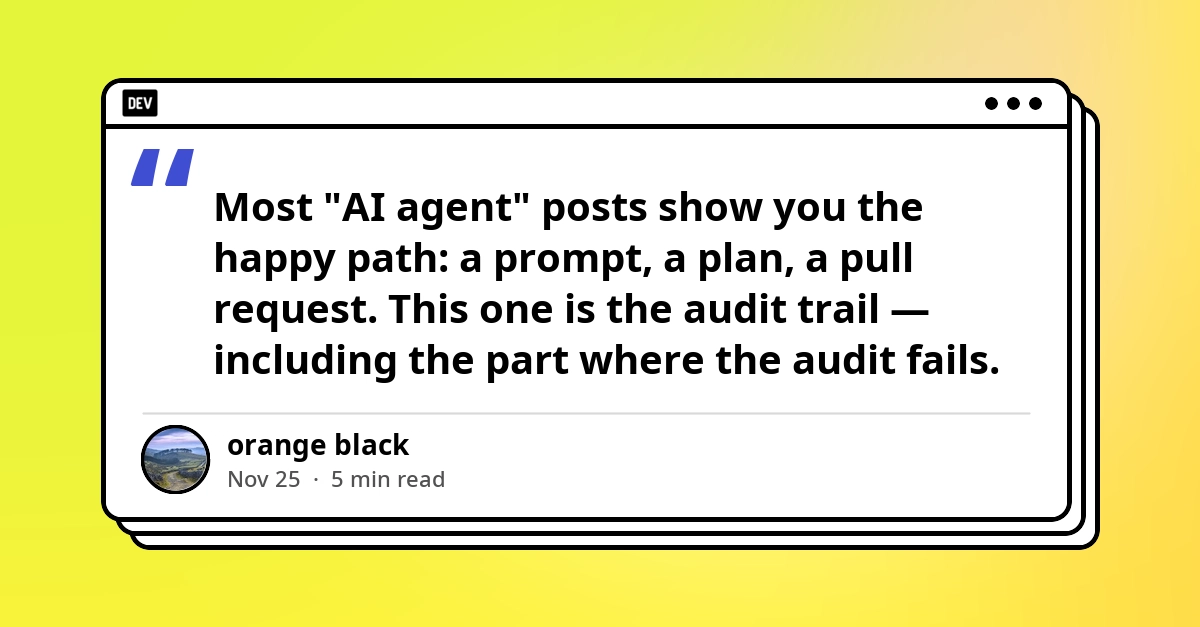 DEV
“
Most "AI agent" posts show you the
happy path: a prompt, a plan, a pull
request. This one is the audit trail —
including the part where the audit fails.
orange black
Nov 25 · 5 min read